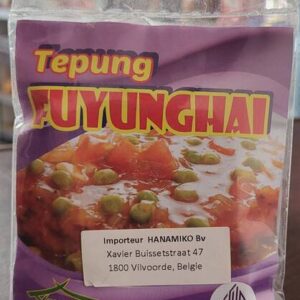 Tepung
FUYUNGHAI
Importeur HANAMIKO Bv
Xavier Buissetstraat 47
1800 Vilvoorde, Belgie